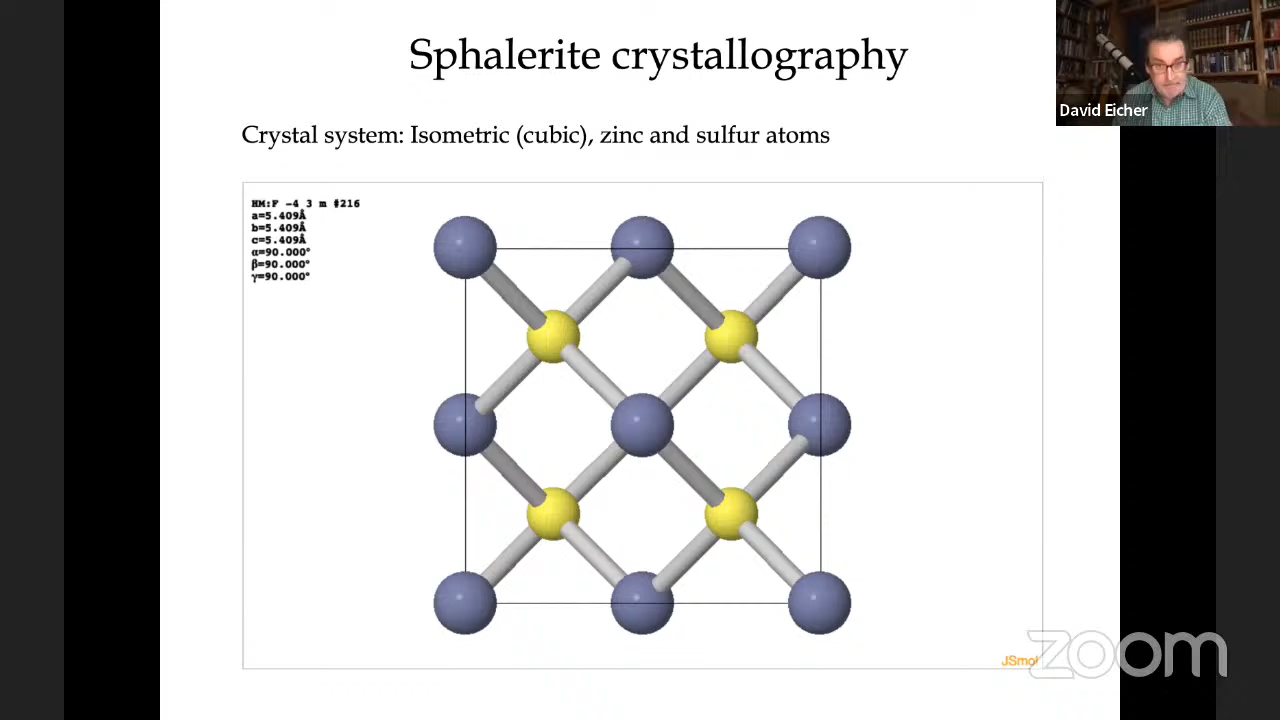 Sphalerite crystallography
David Eicher
Crystal system: Isometric (cubic), zinc and sulfur atoms
HM:F -4 3 m #216
a=5.409Å
b=5.409Å
c=5.409Å
α=90.000°
β=90.000°
γ=90.000°
JSmol
zoom